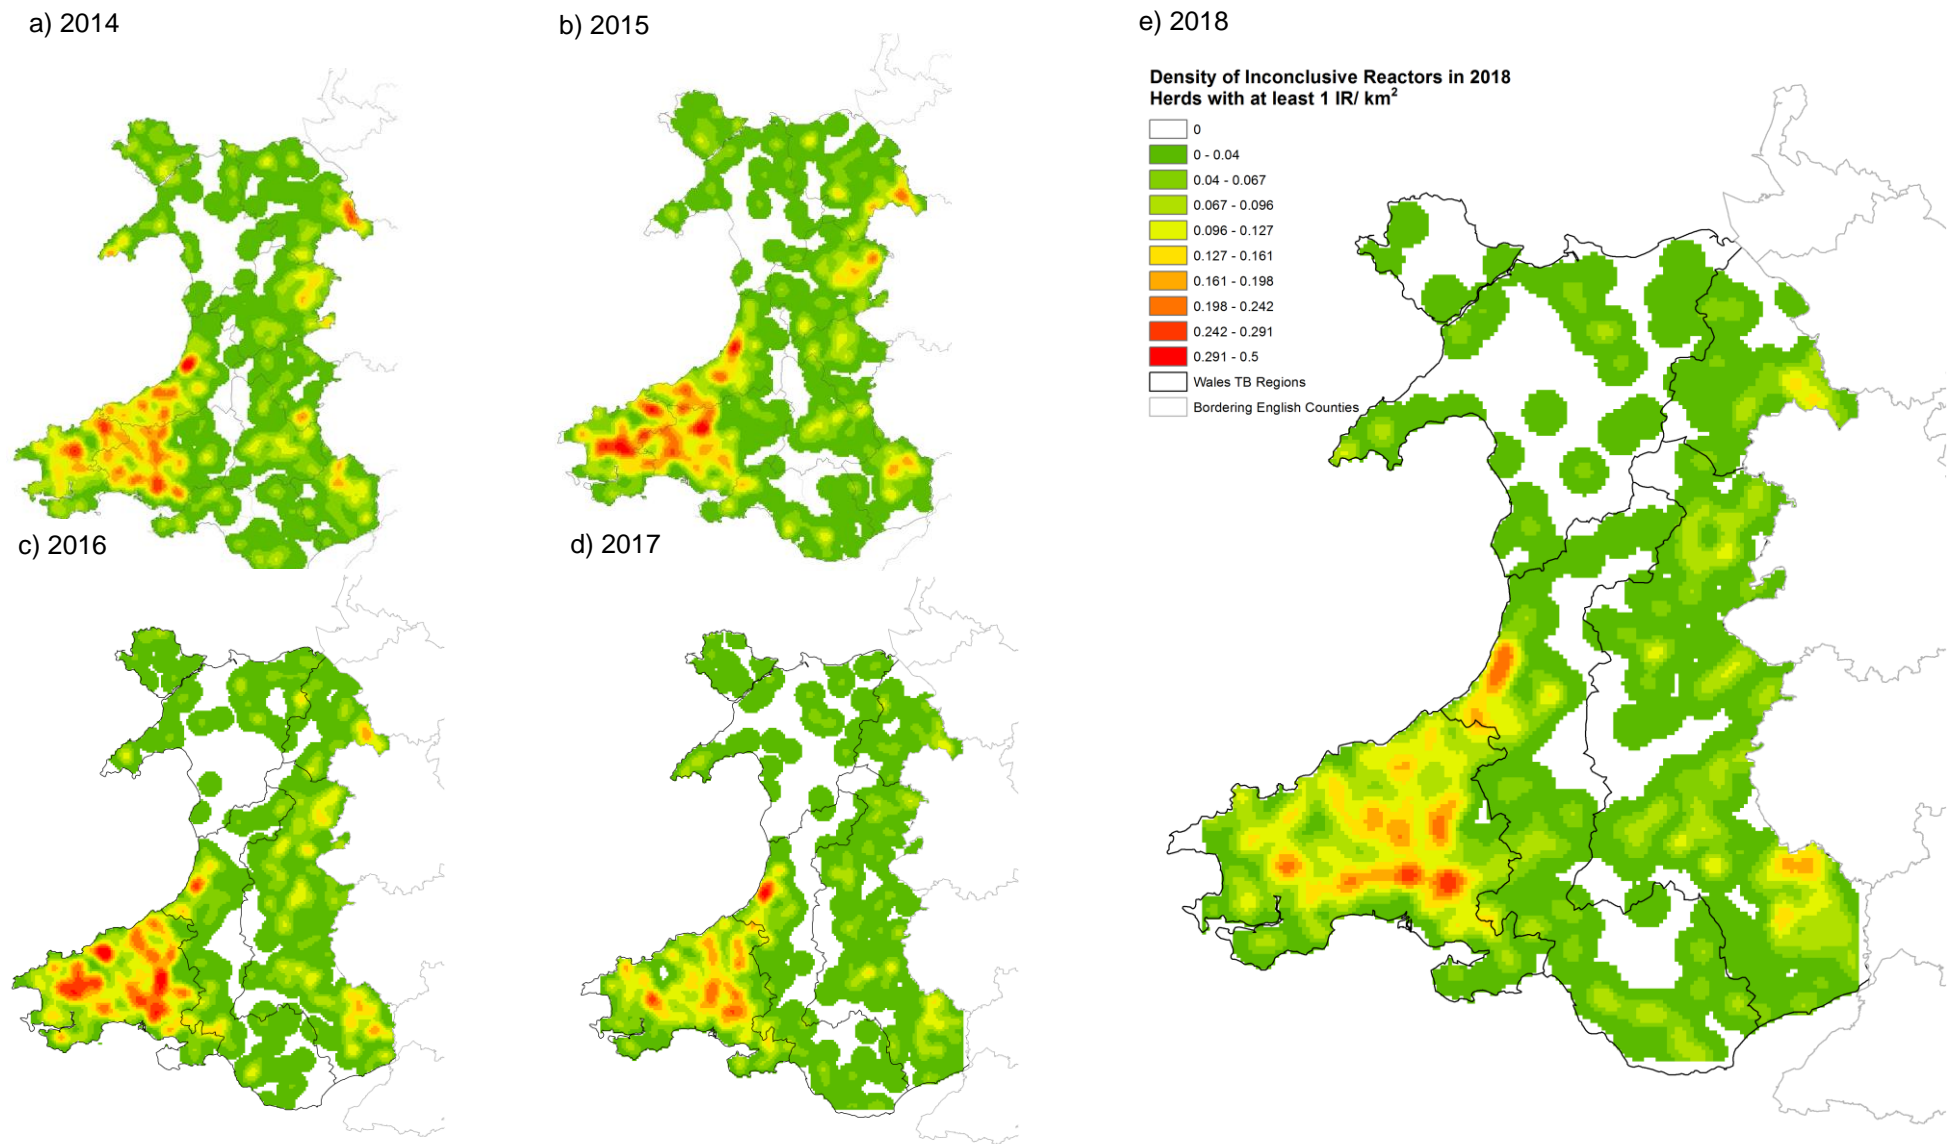 a) 2014
b) 2015
e) 2018
Density of Inconclusive Reactors in 2018
Herds with at least 1 IR/ km²
0
0 - 0.04
0.04 - 0.067
0.067 - 0.096
0.096 - 0.127
0.127 - 0.161
0.161 - 0.198
0.198 - 0.242
0.242 - 0.291
0.291 - 0.5
Wales TB Regions
Bordering English Counties
c) 2016
d) 2017